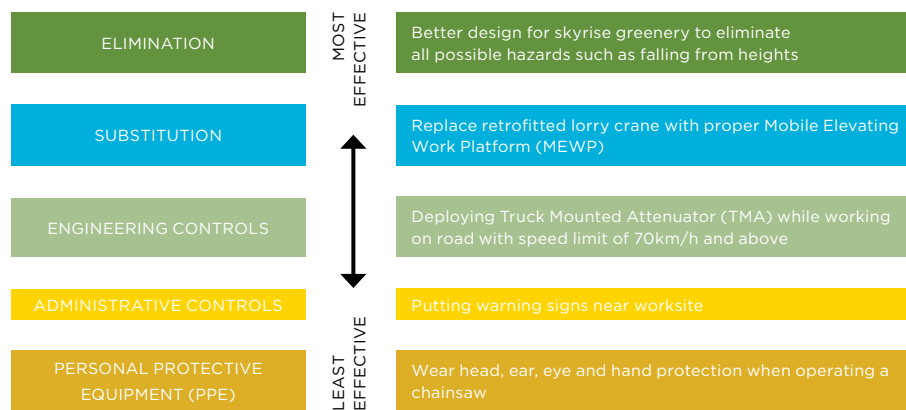 ELIMINATION
MOST
EFFECTIVE
Better design for skyrise greenery to eliminate
all possible hazards such as falling from heights
SUBSTITUTION
Replace retrofitted lorry crane with proper Mobile Elevating
Work Platform (MEWP)
ENGINEERING CONTROLS
Deploying Truck Mounted Attenuator (TMA) while working
on road with speed limit of 70km/h and above
ADMINISTRATIVE CONTROLS
Putting warning signs near worksite
PERSONAL PROTECTIVE
EQUIPMENT (PPE)
LEAST
EFFECTIVE
Wear head, ear, eye and hand protection when operating a
chainsaw